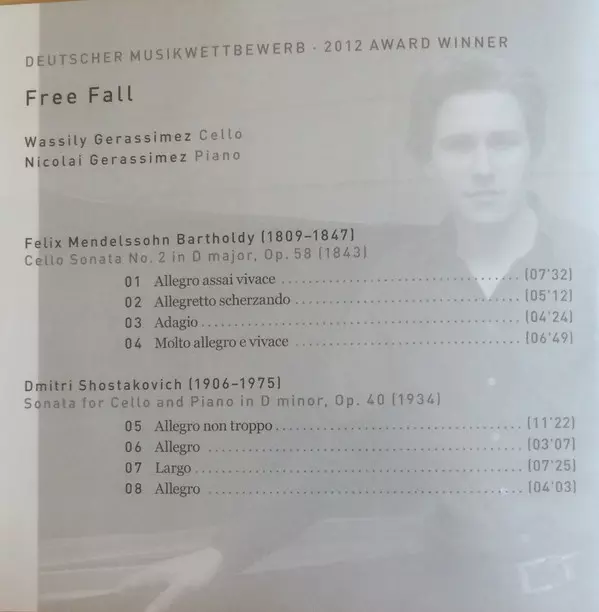 DEUTSCHER MUSIKWETTBEWERB · 2012 AWARD WINNER
Free Fall
Wassily Gerassimez Cello
Nicolai Gerassimez Piano
Felix Mendelssohn Bartholdy (1809–1847)
Cello Sonata No. 2 in D major, Op. 58 (1843)
01 Allegro assai vivace (07'32)
02 Allegretto scherzando (05'12)
03 Adagio (04'24)
04 Molto allegro e vivace (06'49)
Dmitri Shostakovich (1906–1975)
Sonata for Cello and Piano in D minor, Op. 40 (1934)
05 Allegro non troppo (11'22)
06 Allegro (03'07)
07 Largo (07'25)
08 Allegro (04'03)